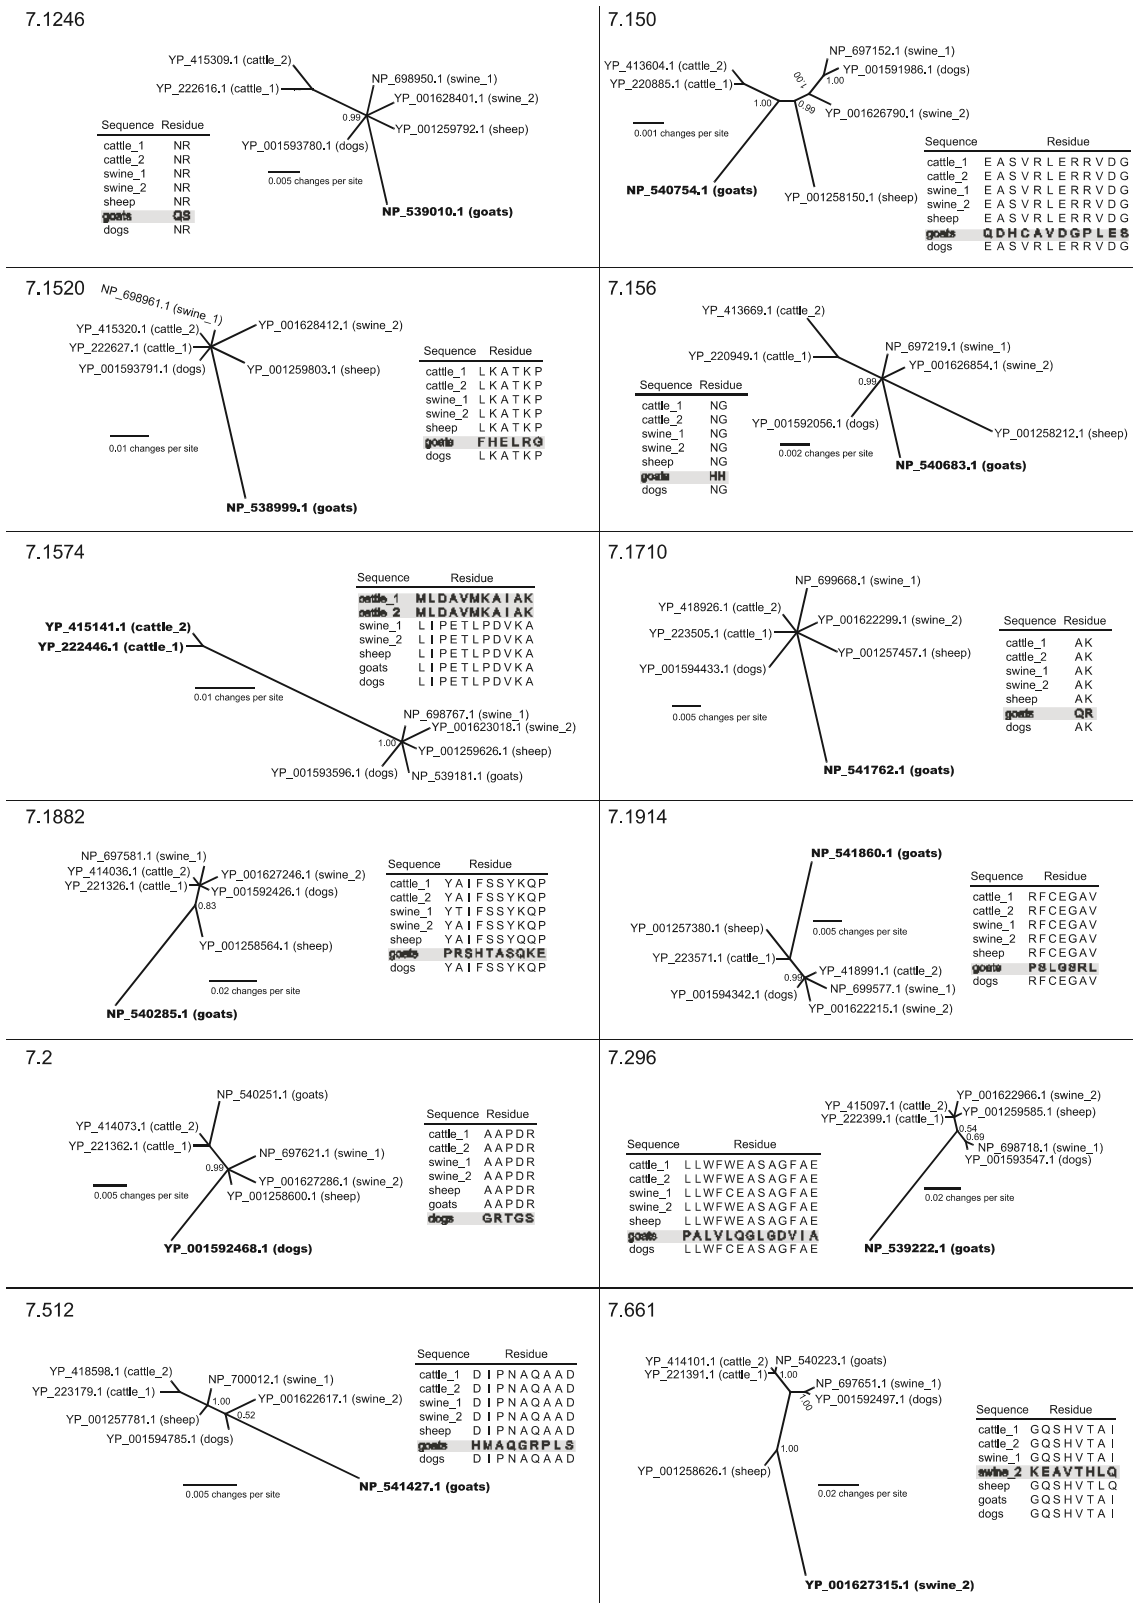 7.1246
YP_415309.1 (cattle_2)
YP_222616.1 (cattle_1)
NP_698950.1 (swine_1)
YP_001628401.1 (swine_2)
0.99
YP_001259792.1 (sheep)
YP_001593780.1 (dogs)
0.005 changes per site
NP_539010.1 (goats)
Sequence Residue
cattle_1 NR
cattle_2 NR
swine_1 NR
swine_2 NR
sheep NR
goats QS
dogs NR
7.150
NP_697152.1 (swine_1)
YP_413604.1 (cattle_2)
YP_001591986.1 (dogs)
YP_220885.1 (cattle_1)
1.00
1.00
1.00
0.99
YP_001626790.1 (swine_2)
0.001 changes per site
NP_540754.1 (goats)
YP_001258150.1 (sheep)
Sequence Residue
cattle_1 E A S V R L E R R V D G
cattle_2 E A S V R L E R R V D G
swine_1 E A S V R L E R R V D G
swine_2 E A S V R L E R R V D G
sheep E A S V R L E R R V D G
goats Q D H C A V D G P L E S
dogs E A S V R L E R R V D G
7.1520
NP_698961.1 (swine_1)
YP_415320.1 (cattle_2)
YP_001628412.1 (swine_2)
YP_222627.1 (cattle_1)
YP_001593791.1 (dogs)
YP_001259803.1 (sheep)
0.01 changes per site
NP_538999.1 (goats)
Sequence Residue
cattle_1 L K A T K P
cattle_2 L K A T K P
swine_1 L K A T K P
swine_2 L K A T K P
sheep L K A T K P
goats F H E L R G
dogs L K A T K P
7.156
YP_413669.1 (cattle_2)
NP_697219.1 (swine_1)
YP_220949.1 (cattle_1)
YP_001626854.1 (swine_2)
0.99
YP_001592056.1 (dogs)
YP_001258212.1 (sheep)
0.002 changes per site
NP_540683.1 (goats)
Sequence Residue
cattle_1 NG
cattle_2 NG
swine_1 NG
swine_2 NG
sheep NG
goats HH
dogs NG
7.1574
YP_415141.1 (cattle_2)
YP_222446.1 (cattle_1)
0.01 changes per site
NP_698767.1 (swine_1)
YP_001623018.1 (swine_2)
1.00
YP_001259626.1 (sheep)
YP_001593596.1 (dogs)
NP_539181.1 (goats)
Sequence Residue
cattle_1 M L D A V M K A I A K
cattle_2 M L D A V M K A I A K
swine_1 L I P E T L P D V K A
swine_2 L I P E T L P D V K A
sheep L I P E T L P D V K A
goats L I P E T L P D V K A
dogs L I P E T L P D V K A
7.1710
NP_699668.1 (swine_1)
YP_418926.1 (cattle_2)
YP_001622299.1 (swine_2)
YP_223505.1 (cattle_1)
YP_001257457.1 (sheep)
YP_001594433.1 (dogs)
0.005 changes per site
NP_541762.1 (goats)
Sequence Residue
cattle_1 A K
cattle_2 A K
swine_1 A K
swine_2 A K
sheep A K
goats Q R
dogs A K
7.1882
NP_697581.1 (swine_1)
YP_414036.1 (cattle_2)
YP_001627246.1 (swine_2)
YP_221326.1 (cattle_1)
YP_001592426.1 (dogs)
0.83
YP_001258564.1 (sheep)
0.02 changes per site
NP_540285.1 (goats)
Sequence Residue
cattle_1 Y A I F S S Y K Q P
cattle_2 Y A I F S S Y K Q P
swine_1 Y T I F S S Y K Q P
swine_2 Y A I F S S Y K Q P
sheep Y A I F S S Y Q Q P
goats P R S H T A S Q K E
dogs Y A I F S S Y K Q P
7.1914
NP_541860.1 (goats)
0.005 changes per site
YP_001257380.1 (sheep)
YP_223571.1 (cattle_1)
YP_418991.1 (cattle_2)
0.99
NP_699577.1 (swine_1)
YP_001594342.1 (dogs)
YP_001622215.1 (swine_2)
Sequence Residue
cattle_1 R F C E G A V
cattle_2 R F C E G A V
swine_1 R F C E G A V
swine_2 R F C E G A V
sheep R F C E G A V
goats P S L G S R L
dogs R F C E G A V
7.2
NP_540251.1 (goats)
YP_414073.1 (cattle_2)
YP_221362.1 (cattle_1)
NP_697621.1 (swine_1)
0.99
YP_001627286.1 (swine_2)
YP_001258600.1 (sheep)
0.005 changes per site
YP_001592468.1 (dogs)
Sequence Residue
cattle_1 A A P D R
cattle_2 A A P D R
swine_1 A A P D R
swine_2 A A P D R
sheep A A P D R
goats A A P D R
dogs G R T G S
7.296
YP_001622966.1 (swine_2)
YP_415097.1 (cattle_2)
YP_001259585.1 (sheep)
YP_222399.1 (cattle_1)
0.54
0.69
NP_698718.1 (swine_1)
YP_001593547.1 (dogs)
0.02 changes per site
NP_539222.1 (goats)
Sequence Residue
cattle_1 L L W F W E A S A G F A E
cattle_2 L L W F W E A S A G F A E
swine_1 L L W F C E A S A G F A E
swine_2 L L W F W E A S A G F A E
sheep L L W F W E A S A G F A E
goats P A L V L Q G L G D V I A
dogs L L W F C E A S A G F A E
7.512
YP_418598.1 (cattle_2)
NP_700012.1 (swine_1)
YP_223179.1 (cattle_1)
YP_001622617.1 (swine_2)
1.00
0.52
YP_001257781.1 (sheep)
YP_001594785.1 (dogs)
NP_541427.1 (goats)
0.005 changes per site
Sequence Residue
cattle_1 D I P N A Q A A D
cattle_2 D I P N A Q A A D
swine_1 D I P N A Q A A D
swine_2 D I P N A Q A A D
sheep D I P N A Q A A D
goats H M A Q G R P L S
dogs D I P N A Q A A D
7.661
YP_414101.1 (cattle_2)
NP_540223.1 (goats)
YP_221391.1 (cattle_1)
1.00
NP_697651.1 (swine_1)
YP_001592497.1 (dogs)
1.00
1.00
YP_001258626.1 (sheep)
0.02 changes per site
YP_001627315.1 (swine_2)
Sequence Residue
cattle_1 G Q S H V T A I
cattle_2 G Q S H V T A I
swine_1 G Q S H V T A I
swine_2 K E A V T H L Q
sheep G Q S H V T L Q
goats G Q S H V T A I
dogs G Q S H V T A I